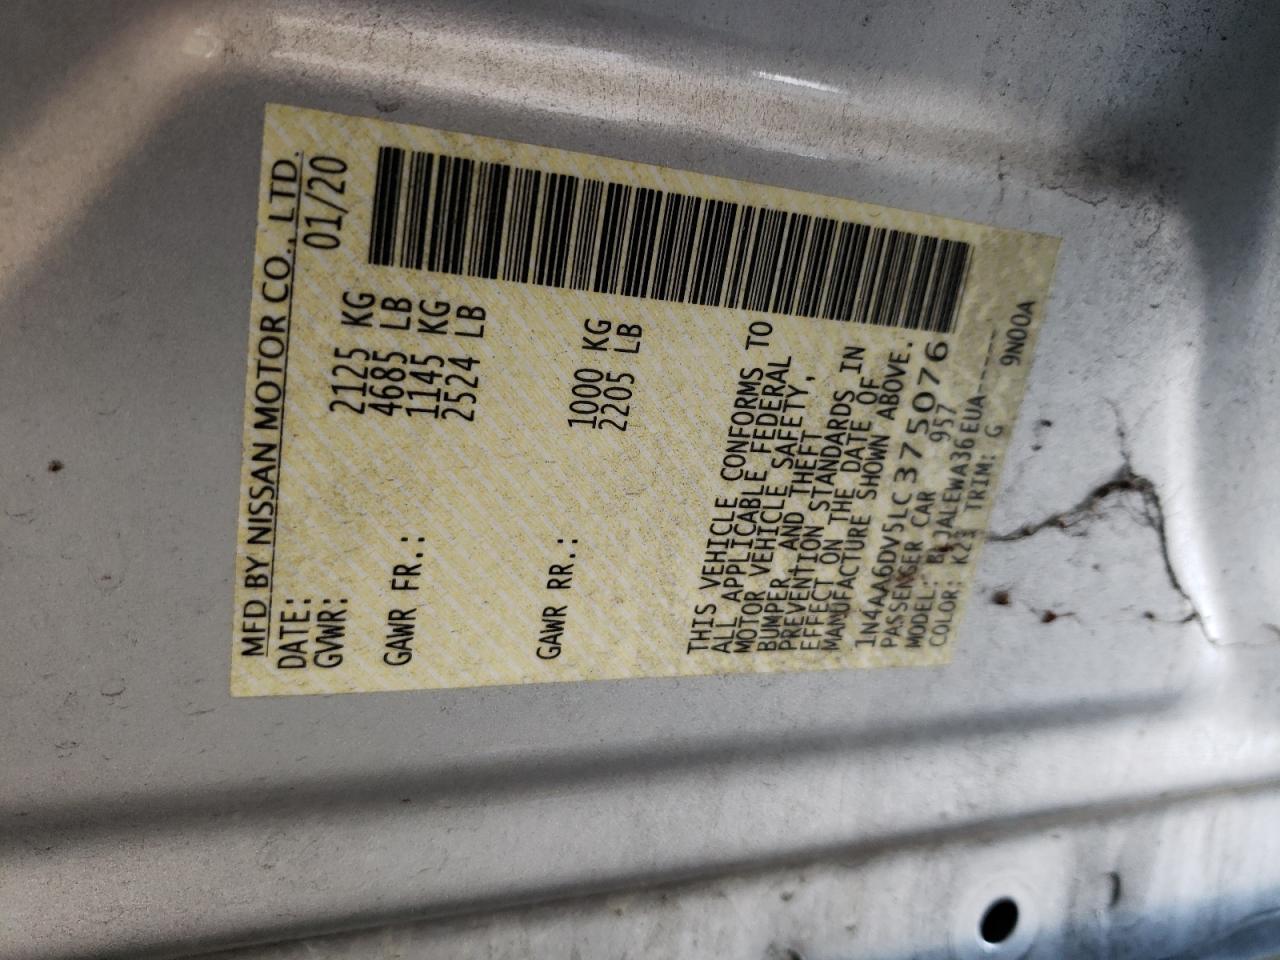 MFD BY NISSAN MOTOR CO., LTD.
DATE: 01/20
GVWR: 2125 KG
4685 LB
GAWR FR.: 1145 KG
2524 LB
GAWR RR.: 1000 KG
2205 LB
THIS VEHICLE CONFORMS TO
ALL APPLICABLE FEDERAL
MOTOR VEHICLE SAFETY,
BUMPER AND THEFT
PREVENTION STANDARDS IN
EFFECT ON THE DATE OF
MANUFACTURE SHOWN ABOVE.
1N4AA6DV5LC375076
PASSENGER CAR 957
MODEL: EWA36EUA-----
COLOR: K23 TRIM: G 9N00A